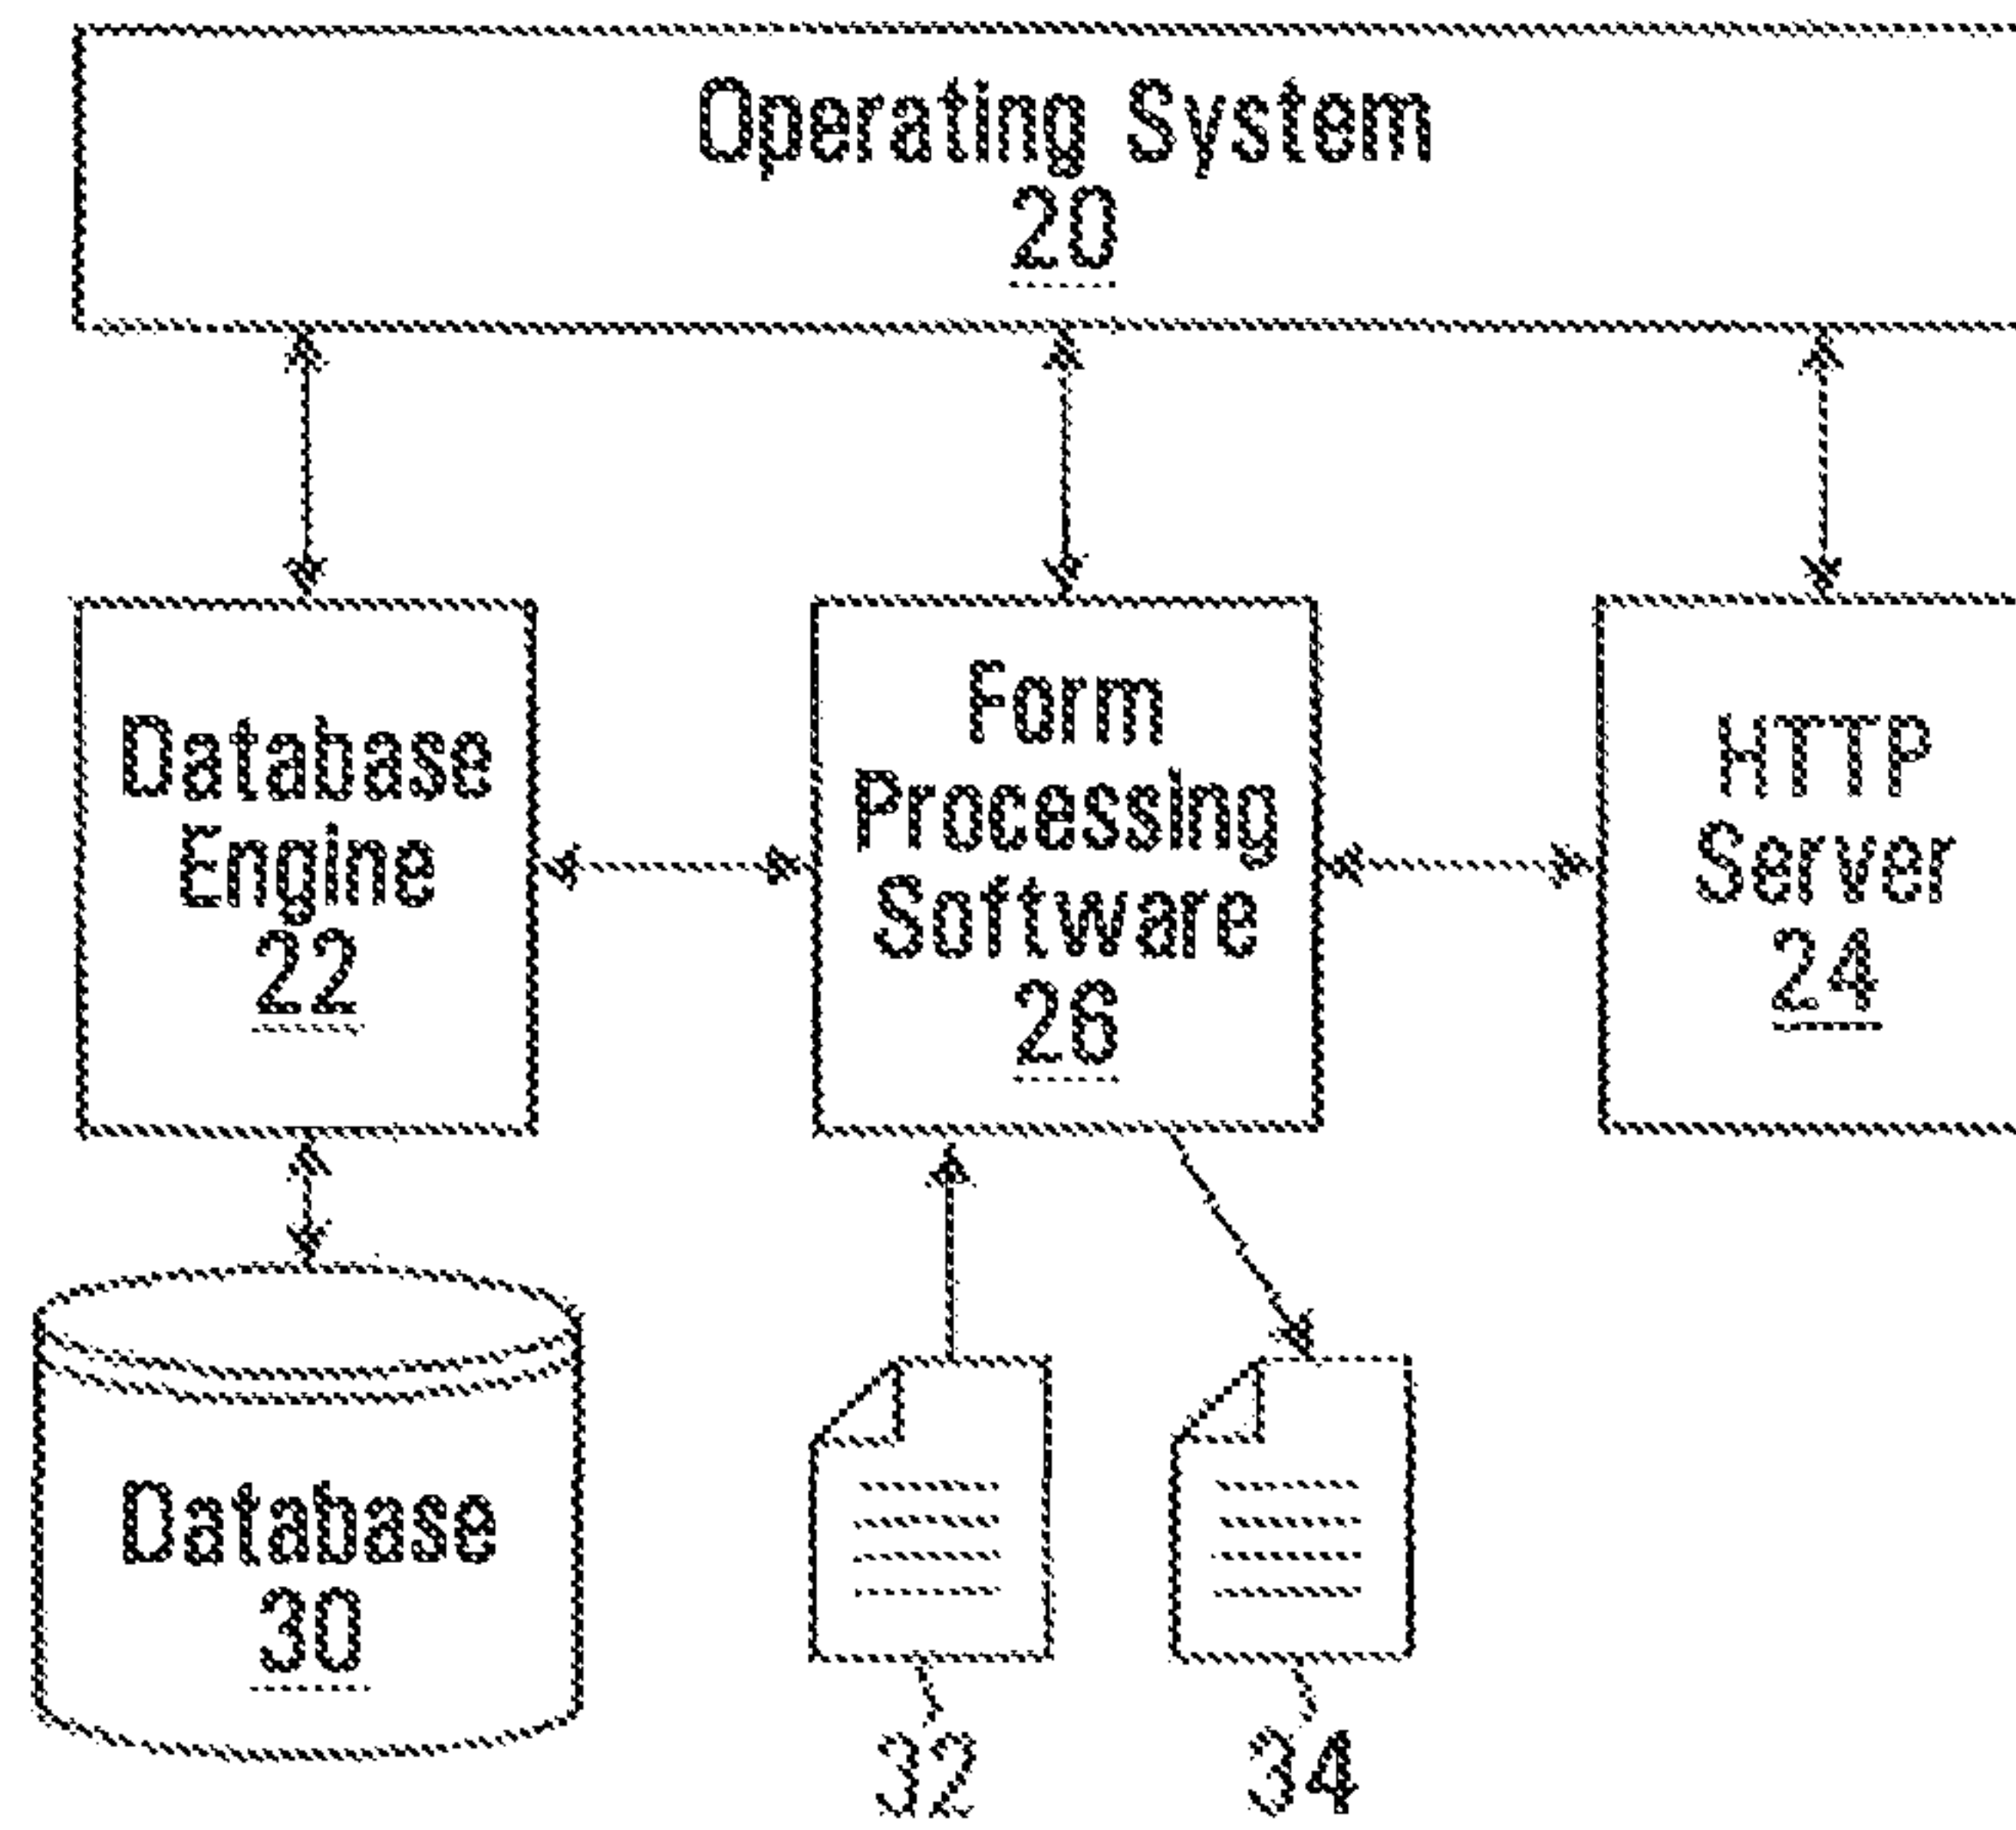 Operating System
20
Database
Engine
22
Form
Processing
Software
26
HTTP
Server
24
Database
30
32
34